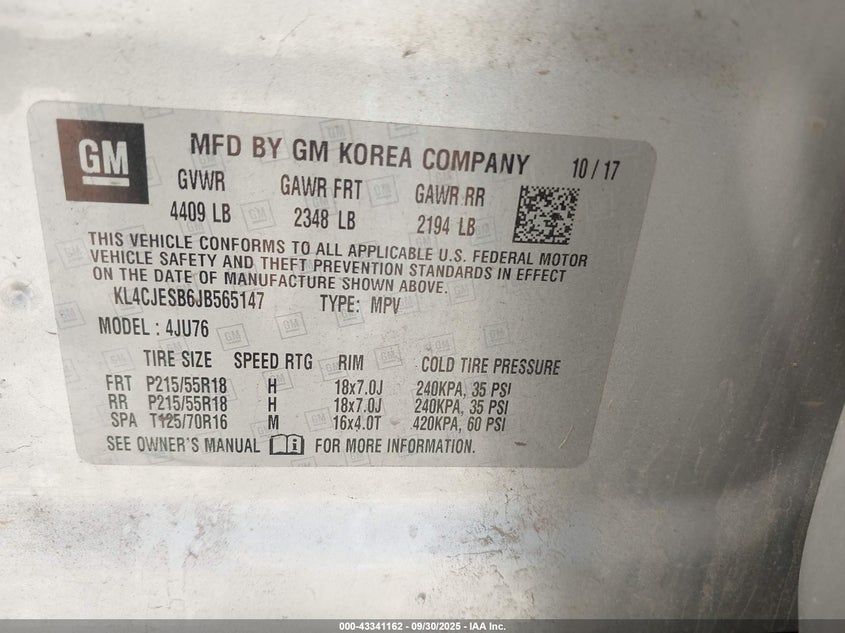 GM
MFD BY GM KOREA COMPANY 10 / 17
GVWR GAWR FRT GAWR RR
4409 LB 2348 LB 2194 LB
THIS VEHICLE CONFORMS TO ALL APPLICABLE U.S. FEDERAL MOTOR
VEHICLE SAFETY AND THEFT PREVENTION STANDARDS IN EFFECT
ON THE DATE OF MANUFACTURE SHOWN ABOVE.
KL4CJESB6JB565147 TYPE: MPV
MODEL : 4JU76
TIRE SIZE SPEED RTG RIM COLD TIRE PRESSURE
FRT P215/55R18 H 18x7.0J 240KPA, 35 PSI
RR P215/55R18 H 18x7.0J 240KPA, 35 PSI
SPA T125/70R16 M 16x4.0T 420KPA, 60 PSI
SEE OWNER'S MANUAL FOR MORE INFORMATION.
000-43341162 - 09/30/2025 - IAA Inc.